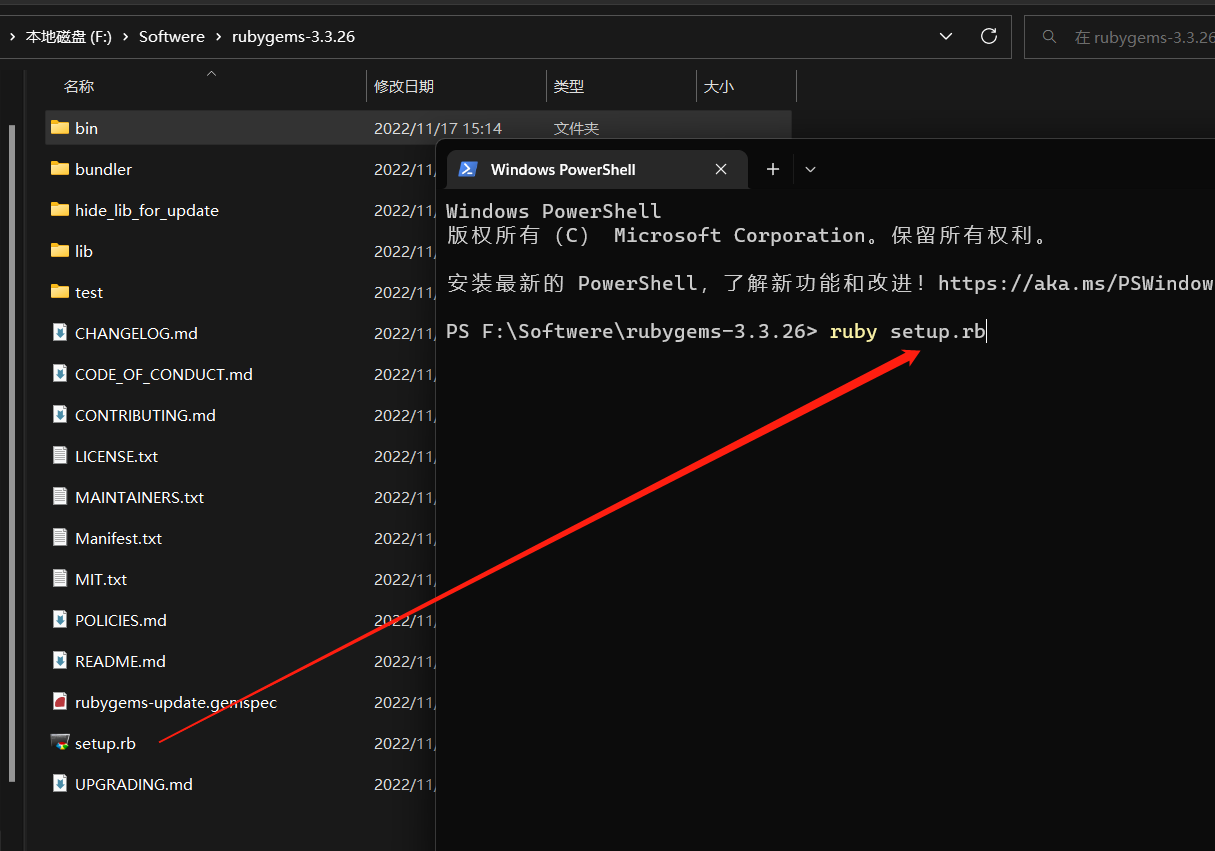 本地磁盘 (F:) › Softwere › rubygems-3.3.26
在 rubygems-3.3.26
名称 修改日期 类型 大小
bin 2022/11/17 15:14 文件夹
bundler 2022/11/
hide_lib_for_update 2022/11/
lib 2022/11/
test 2022/11/
CHANGELOG.md 2022/11/
CODE_OF_CONDUCT.md 2022/11/
CONTRIBUTING.md 2022/11/
LICENSE.txt 2022/11/
MAINTAINERS.txt 2022/11/
Manifest.txt 2022/11/
MIT.txt 2022/11/
POLICIES.md 2022/11/
README.md 2022/11/
rubygems-update.gemspec 2022/11/
setup.rb 2022/11/
UPGRADING.md 2022/11/
Windows PowerShell
Windows PowerShell
版权所有（C） Microsoft Corporation。保留所有权利。
安装最新的 PowerShell，了解新功能和改进！https://aka.ms/PSWindow
PS F:\Softwere\rubygems-3.3.26> ruby setup.rb